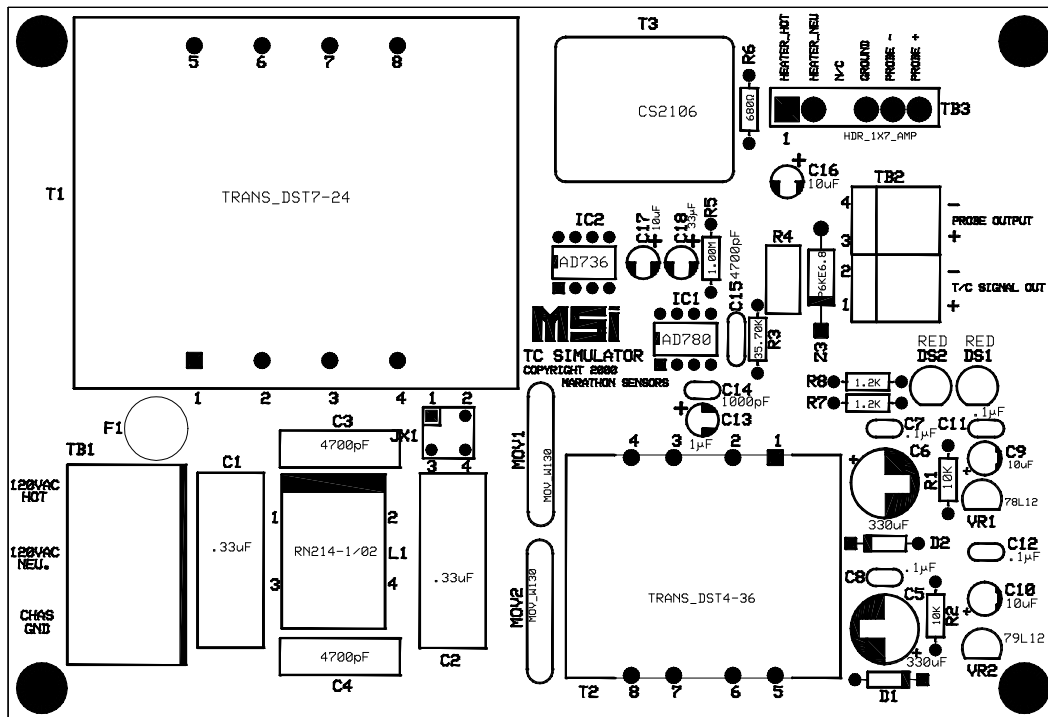 T3
HEATER_HOT
HEATER_NEU
N/C
GROUND
PROBE -
PROBE +
R6
680Ω
TB3
HDR_1X7_AMP
1
5 6 7 8
CS2106
T1
TRANS_DST7-24
C16
10uF
TB2
4
3
2
1
-
PROBE OUTPUT
+
-
T/C SIGNAL OUT
+
IC2
AD736
C17
10uF
C18
33µF
R5
1.00M
4700pF
C15
R4
P6KE6.8
Z3
IC1
AD780
35.70K
R3
MSi
TC SIMULATOR
COPYRIGHT 2000
MARATHON SENSORS
RED
DS2
RED
DS1
1 2 3 4
R8
1.2K
R7
1.2K
C14
1000pF
C13
1µF
F1
TB1
C1
.33uF
C3
4700pF
JX1
1 2
3 4
MOV1
MOV_W130
4 3 2 1
C7
.1µF
C11
.1µF
C6
330uF
R1
10K
C9
10uF
78L12
VR1
120VAC
HOT
120VAC
NEU.
CHAS
GND
1
2
3
4
RN214-1/02
L1
.33uF
C2
MOV2
MOV_W130
TRANS_DST4-36
D2
C12
.1µF
C8
.1µF
C5
330uF
R2
10K
C10
10uF
79L12
VR2
4700pF
C4
T2
8 7 6 5
D1